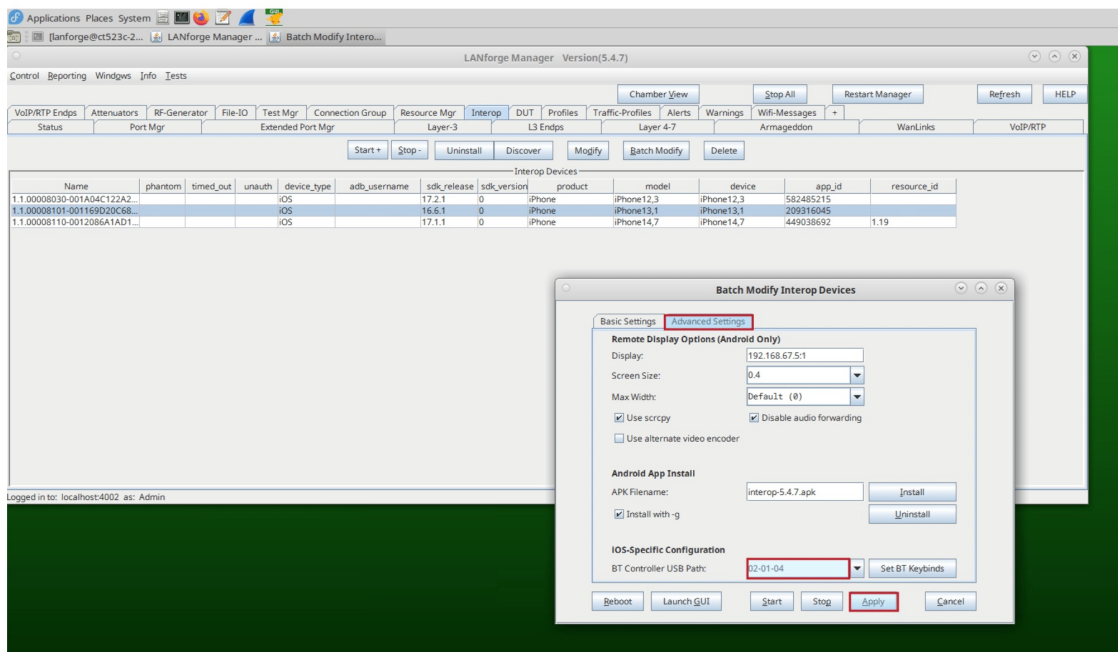 Applications Places System
[lanforge@ct523c-2... LANforge Manager ... Batch Modify Intero...
LANforge Manager Version(5.4.7)
Control Reporting Windows Info Tests
Chamber View Stop All Restart Manager Refresh HELP
VoIP/RTP Endps Attenuators RF-Generator File-IO Test Mgr Connection Group Resource Mgr Interop DUT Profiles Traffic-Profiles Alerts Warnings Wifi-Messages +
Status Port Mgr Extended Port Mgr Layer-3 L3 Endps Layer 4-7 Armageddon WanLinks VoIP/RTP
Start + Stop - Uninstall Discover Modify Batch Modify Delete
Interop Devices
Name phantom timed_out unauth device_type adb_username sdk_release sdk_version product model device app_id resource_id
1.1.00008030-001A04C122A2... iOS 17.2.1 0 iPhone iPhone12,3 iPhone12,3 582485215
1.1.00008101-001169D20C68... iOS 16.6.1 0 iPhone iPhone13,1 iPhone13,1 209316045
1.1.00008110-0012086A1AD1... iOS 17.1.1 0 iPhone iPhone14,7 iPhone14,7 449038692 1.19
Batch Modify Interop Devices
Basic Settings Advanced Settings
Remote Display Options (Android Only)
Display: 192.168.67.5:1
Screen Size: 0.4
Max Width: Default (0)
Use scrcpy Disable audio forwarding
Use alternate video encoder
Android App Install
APK Filename: interop-5.4.7.apk Install
Install with -g Uninstall
iOS-Specific Configuration
BT Controller USB Path: 02-01-04 Set BT Keybinds
Reboot Launch GUI Start Stop Apply Cancel
Logged in to: localhost:4002 as: Admin